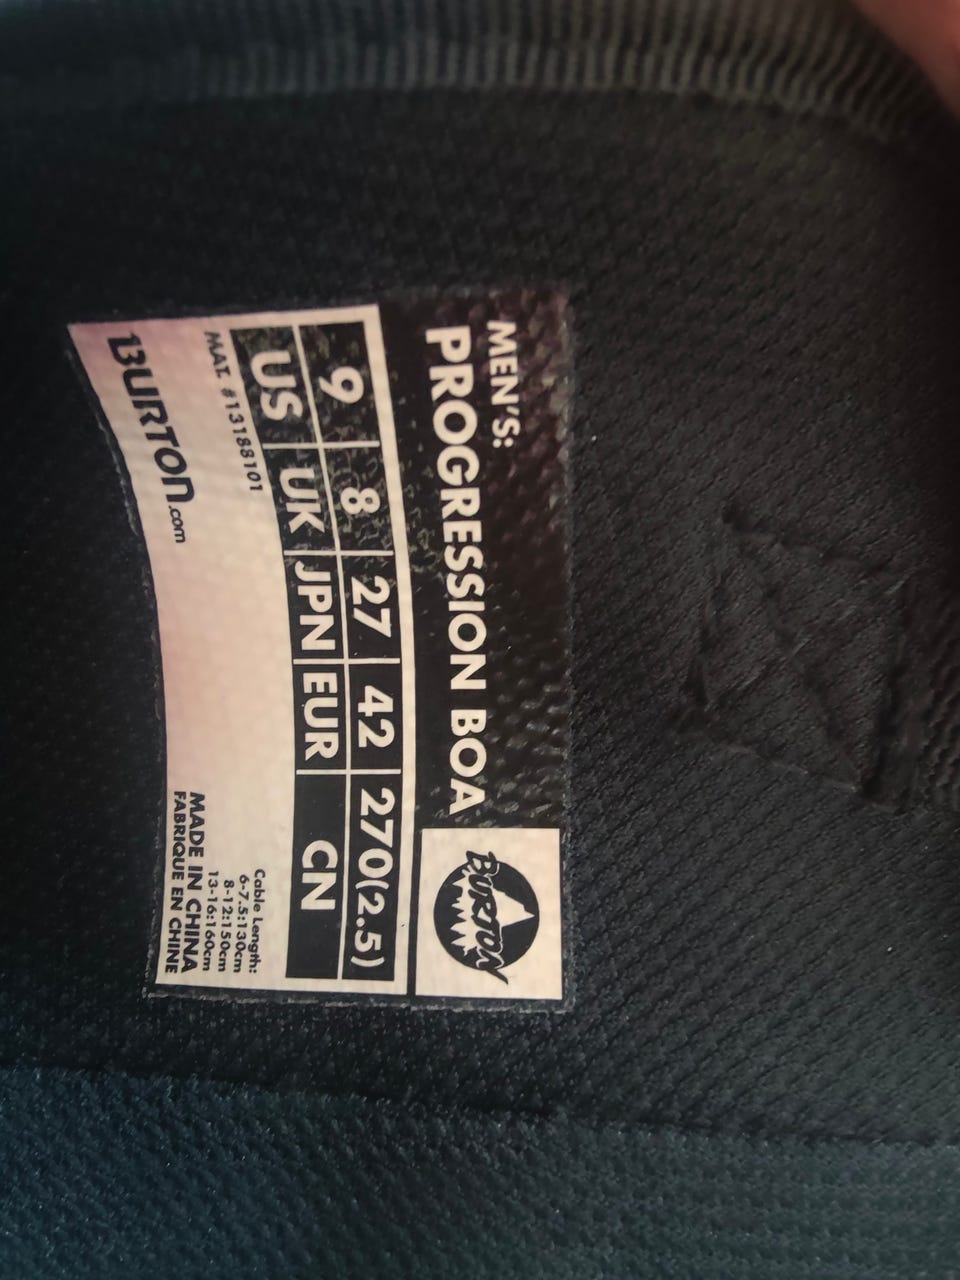 MEN'S:
PROGRESSION BOA
BURTON
9 8 27 42 270(2.5)
US UK JPN EUR CN
MAT. #13188101
Cable Length:
6-7.5:130cm
8-12:150cm
13-16:160cm
BURTON.com
MADE IN CHINA
FABRIQUE EN CHINE